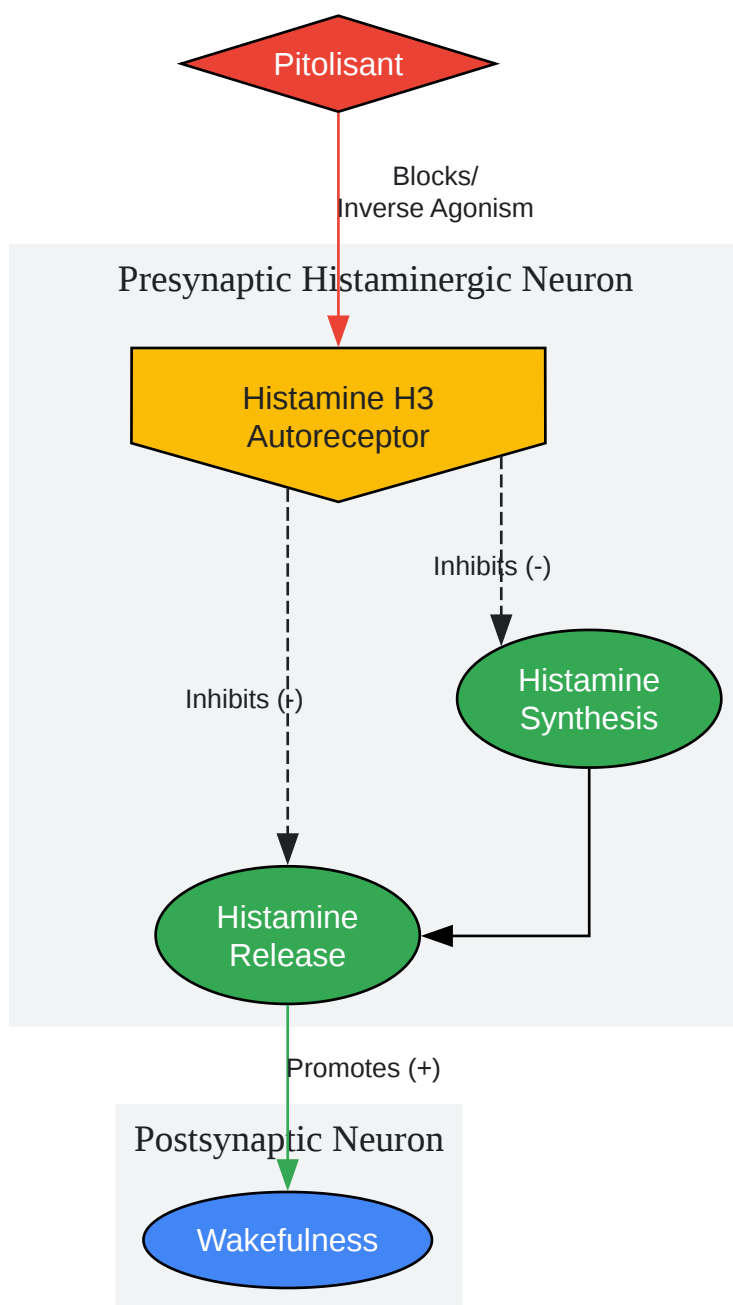 Pitolisant
Blocks/
Inverse Agonism
Presynaptic Histaminergic Neuron
Histamine H3
Autoreceptor
Inhibits (-)
Histamine
Synthesis
Inhibits (-)
Histamine
Release
Promotes (+)
Postsynaptic Neuron
Wakefulness